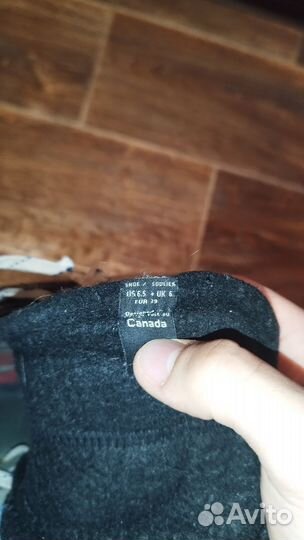 SHOE / SOULIER
US 6.5 • UK 6
EUR 39
Canada
Avito